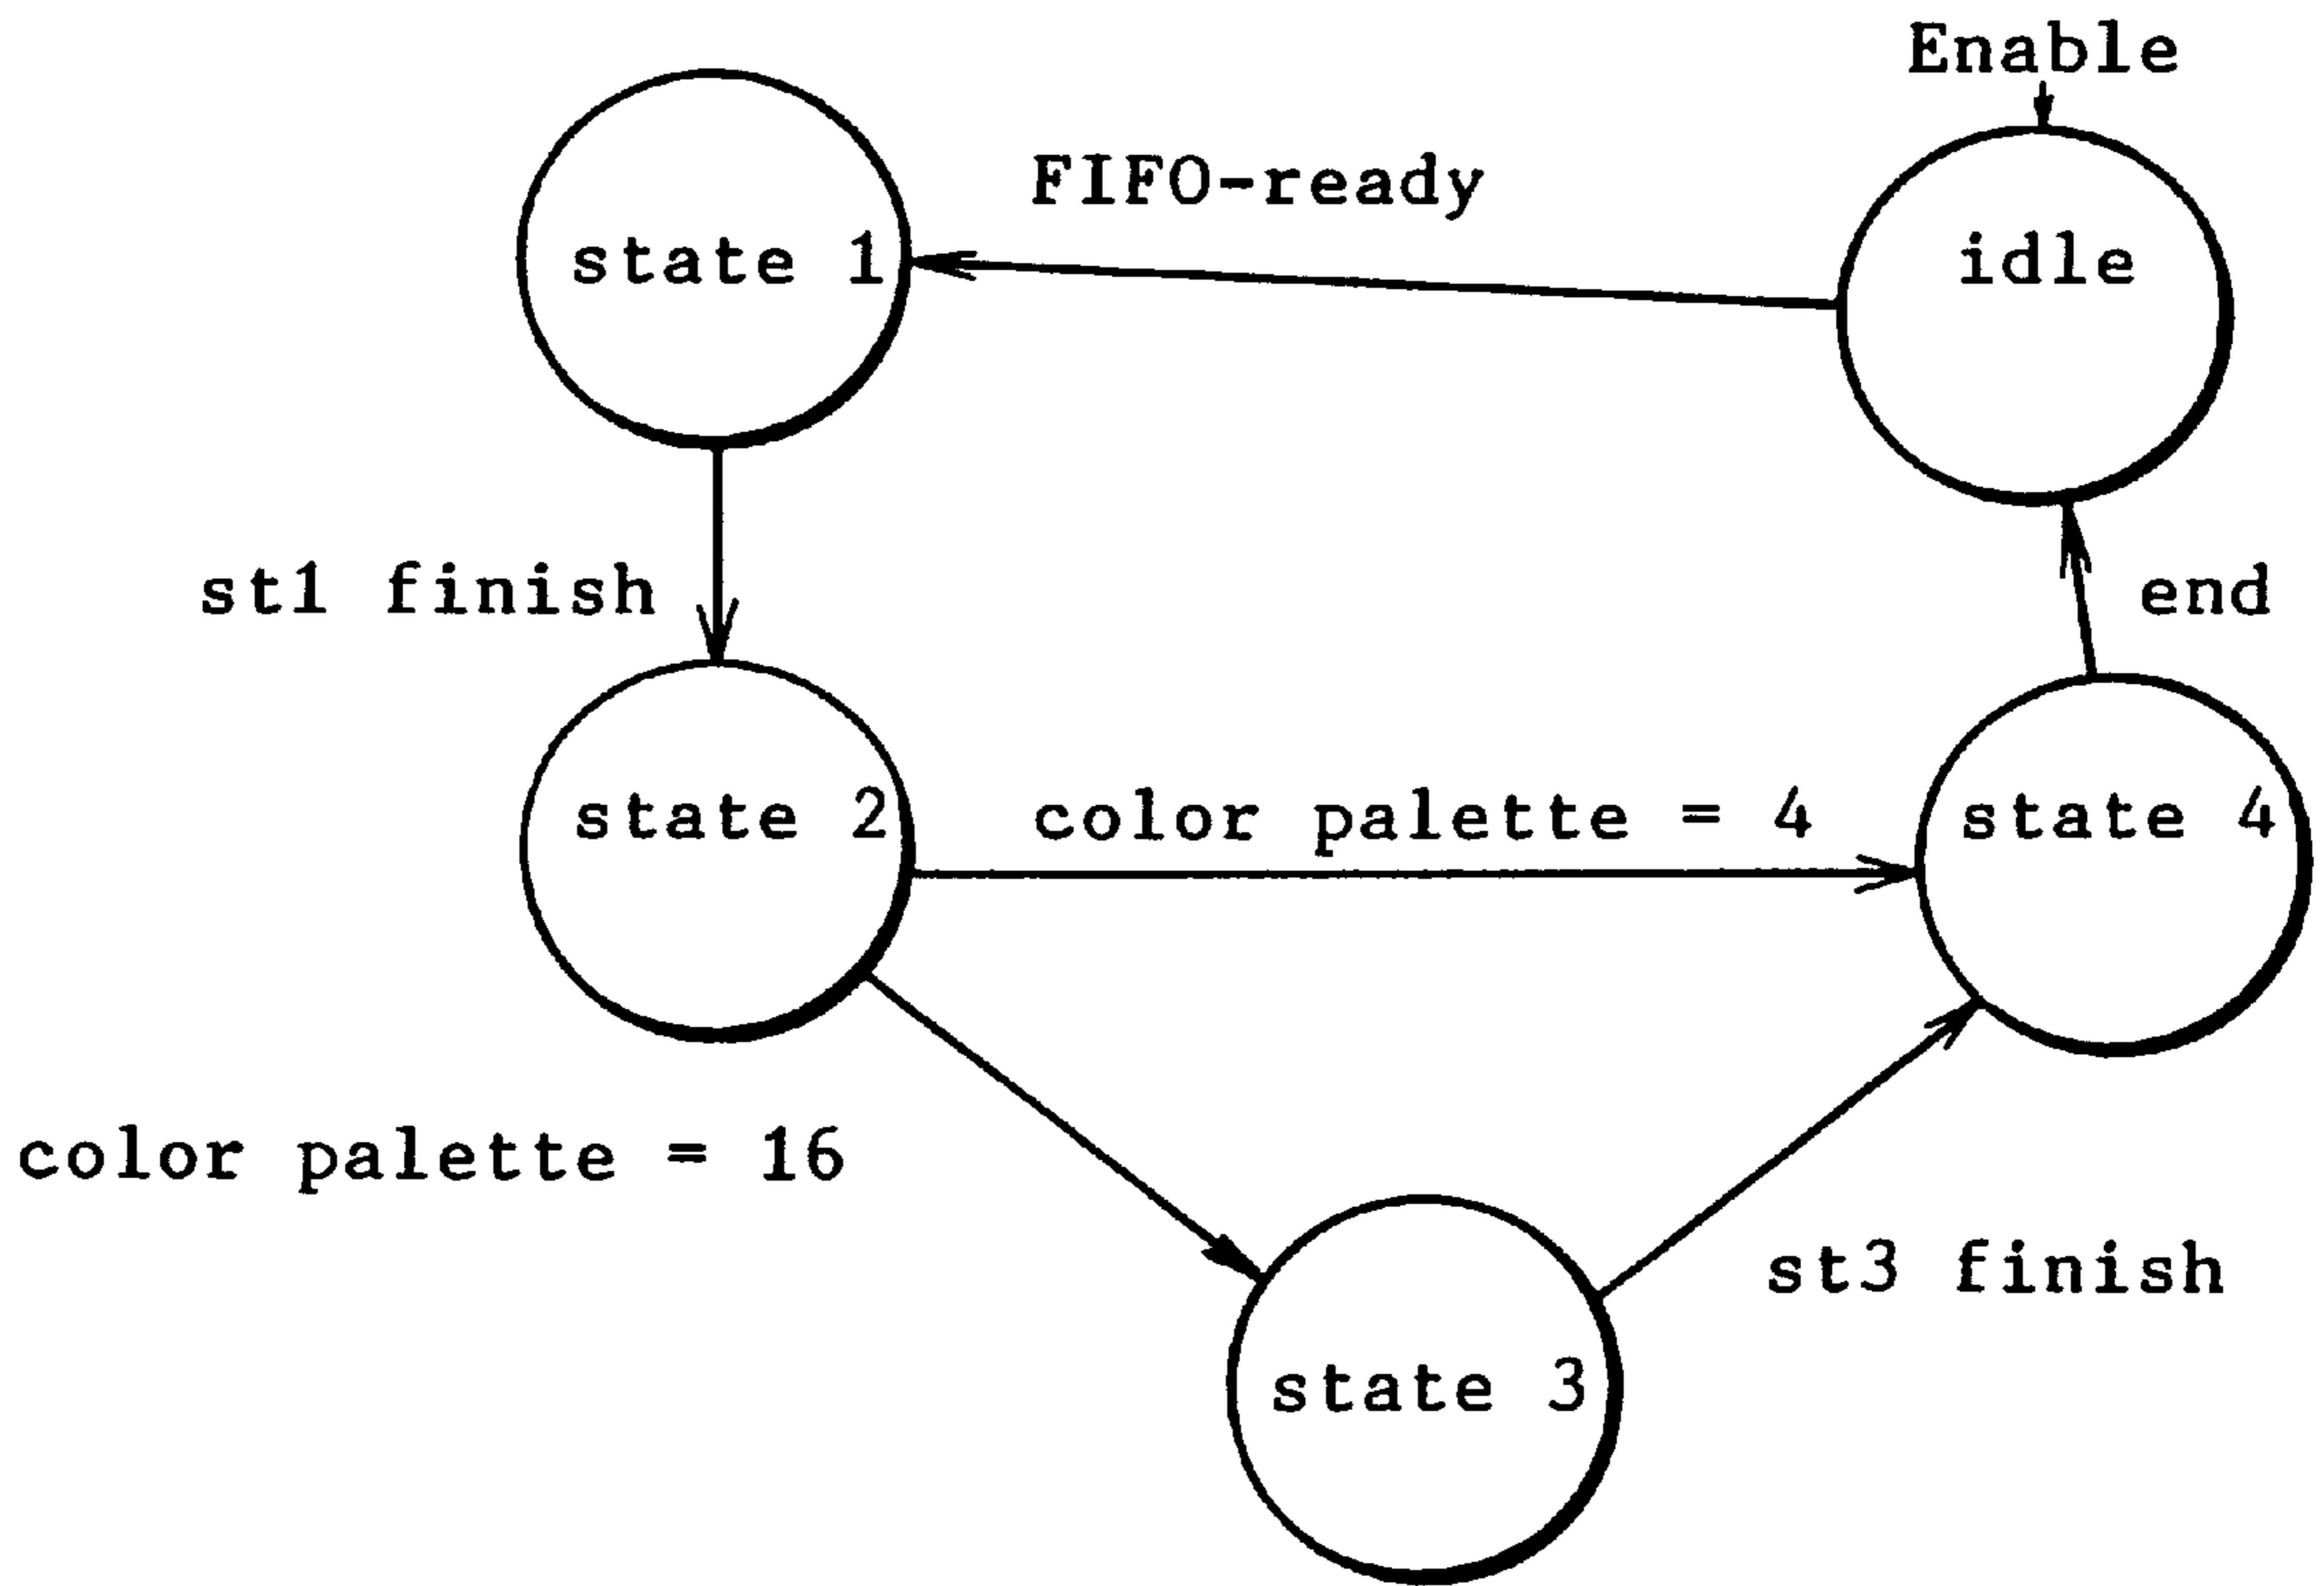 Enable
FIFO-ready
state 1
idle
st1 finish
end
state 2
color palette = 4
state 4
color palette = 16
st3 finish
state 3